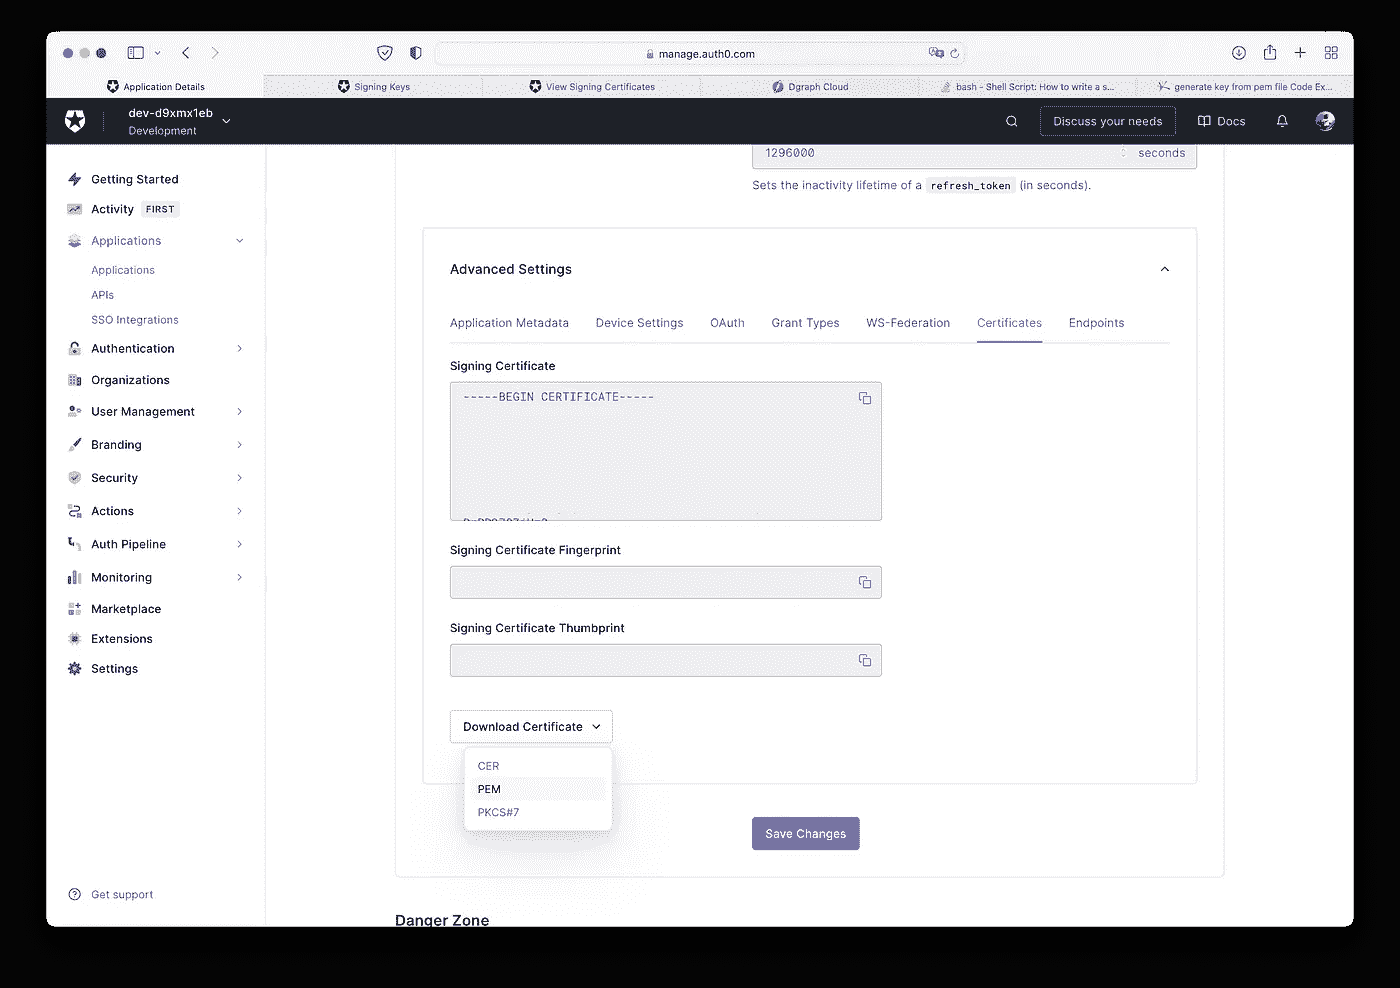 manage.auth0.com
Application Details
Signing Keys
View Signing Certificates
Dgraph Cloud
bash - Shell Script: How to write a s...
generate key from pem file Code Ex...
dev-d9xmx1eb
Development
Discuss your needs
Docs
Getting Started
Activity FIRST
Applications
Applications
APIs
SSO Integrations
Authentication
Organizations
User Management
Branding
Security
Actions
Auth Pipeline
Monitoring
Marketplace
Extensions
Settings
Get support
1296000 seconds
Sets the inactivity lifetime of a refresh_token (in seconds).
Advanced Settings
Application Metadata Device Settings OAuth Grant Types WS-Federation Certificates Endpoints
Signing Certificate
-----BEGIN CERTIFICATE-----
Signing Certificate Fingerprint
Signing Certificate Thumbprint
Download Certificate
CER
PEM
PKCS#7
Save Changes
Danger Zone